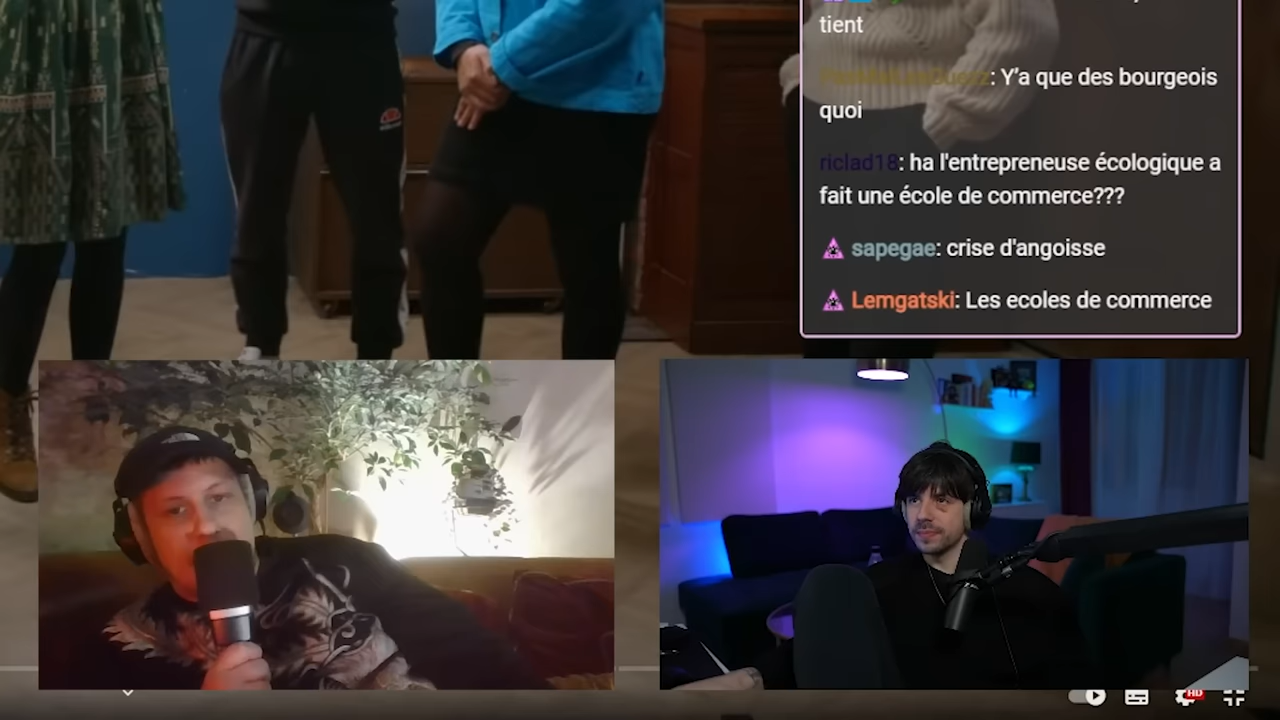 tient
: Y'a que des bourgeois
quoi
riclad18: ha l'entrepreneuse écologique a
fait une école de commerce???
sapegae: crise d'angoisse
Lemgatski: Les ecoles de commerce
HD